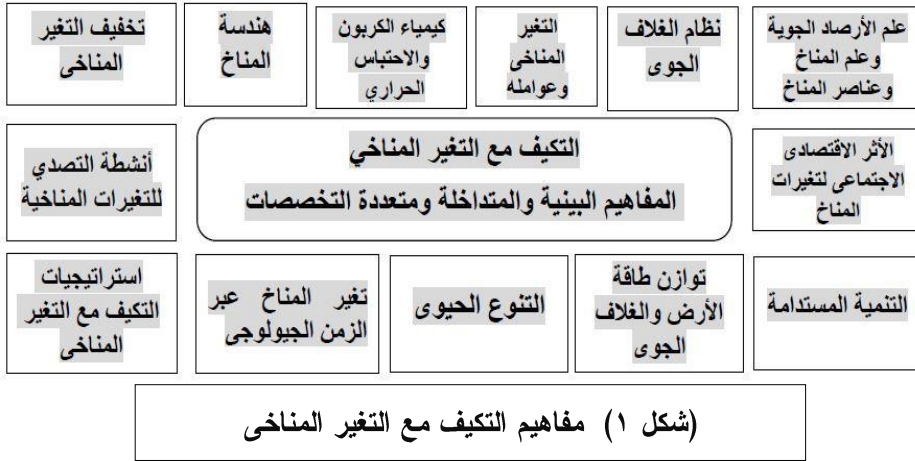 علم الأرصاد الجوية
وعلم المناخ
وعناصر المناخ
نظام الغلاف
الجوى
التغير
المناخى
وعوامله
كيمياء الكربون
والاحتباس
الحراري
هندسة
المناخ
تخفيف التغير
المناخى
الأثر الاقتصادى
الاجتماعى لتغيرات
المناخ
التكيف مع التغير المناخي
المفاهيم البينية والمتداخلة ومتعددة التخصصات
أنشطة التصدي
للتغيرات المناخية
التنمية المستدامة
توازن طاقة
الأرض والغلاف
الجوى
التنوع الحيوى
تغير المناخ عبر
الزمن الجيولوجى
استراتيجيات
التكيف مع التغير
المناخى
(شكل ١) مفاهيم التكيف مع التغير المناخى